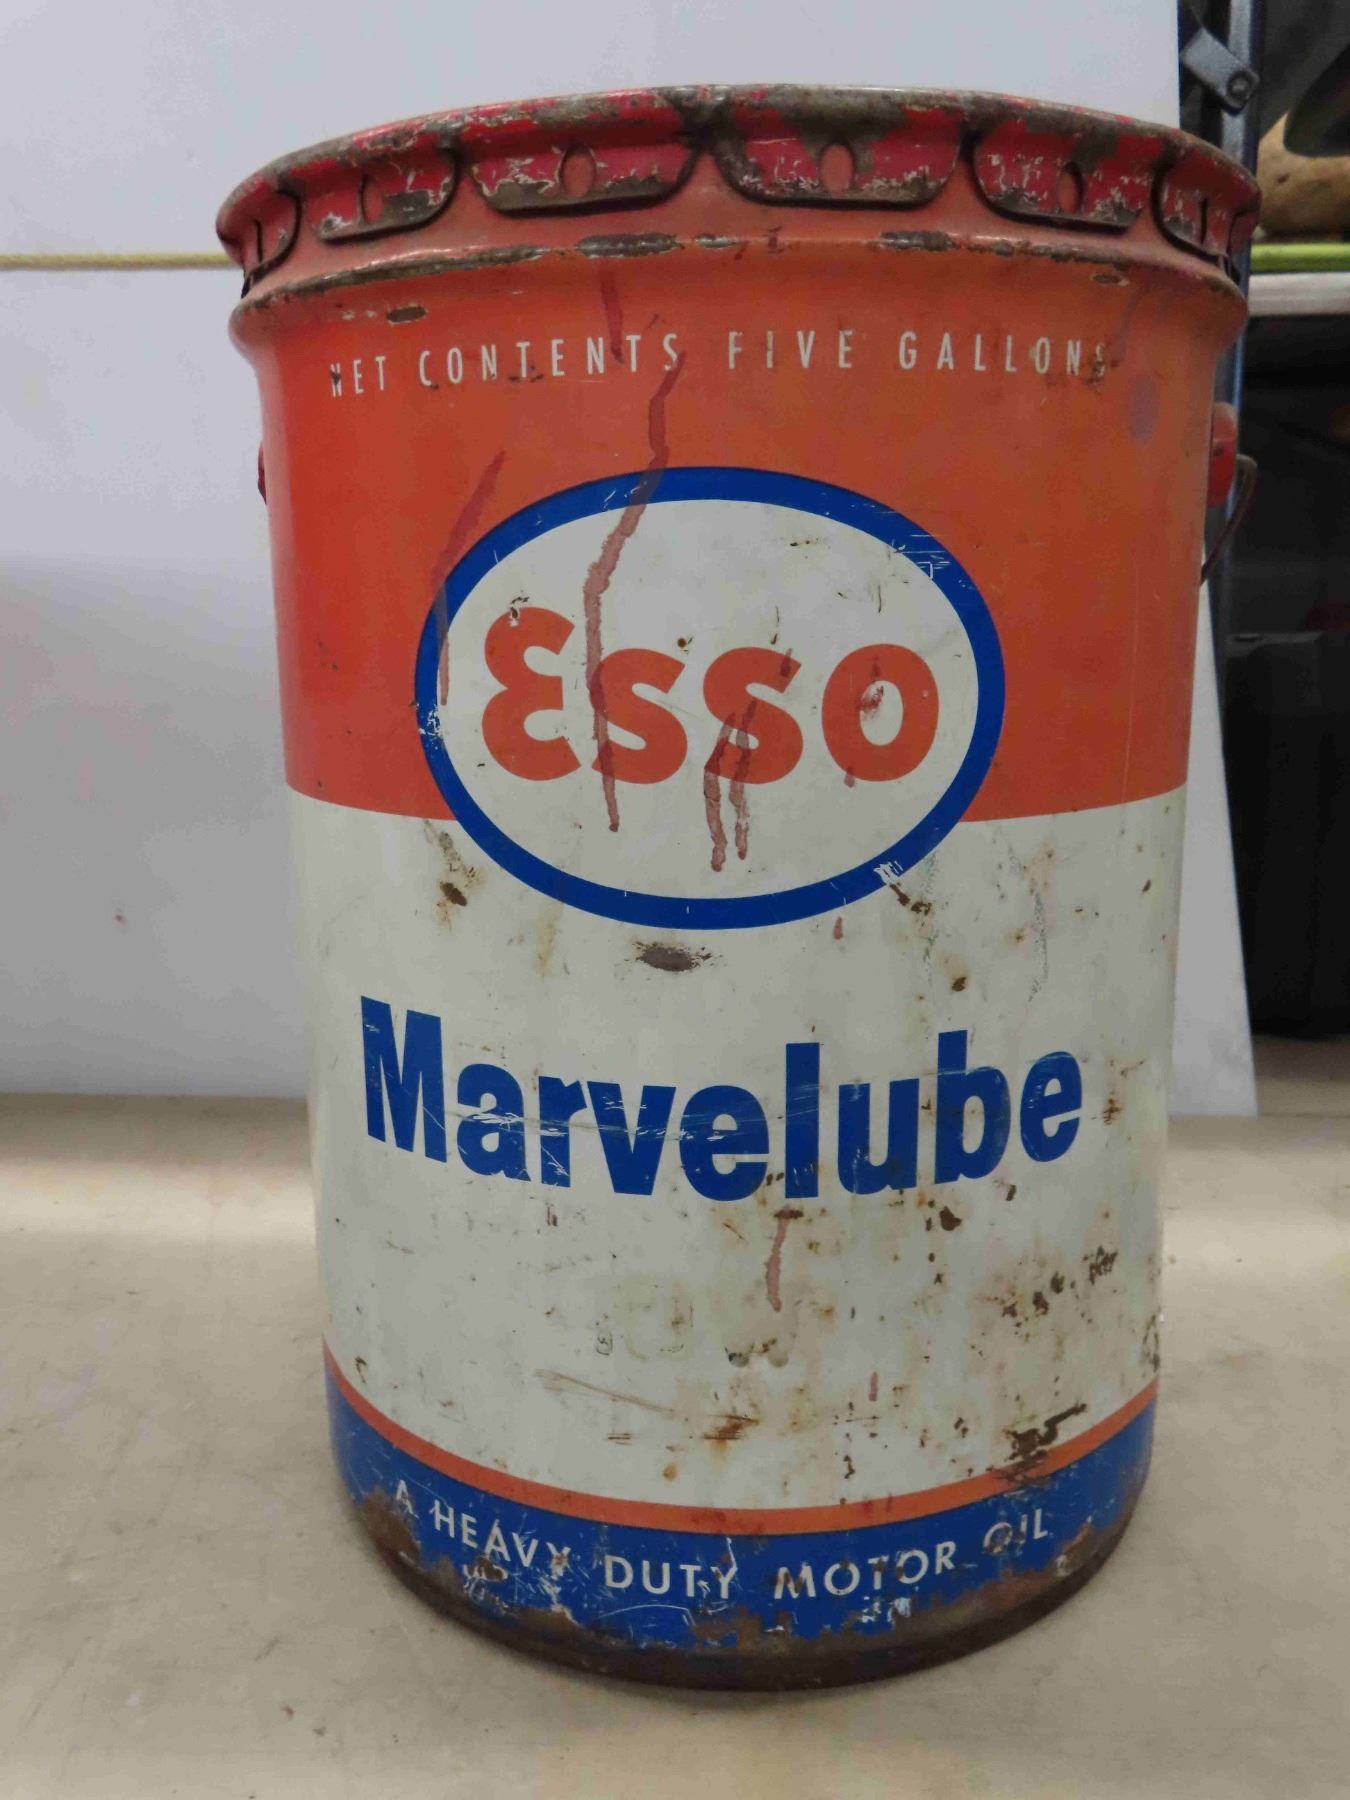 NET CONTENTS FIVE GALLONS
Esso
Marvelube
A HEAVY DUTY MOTOR OIL